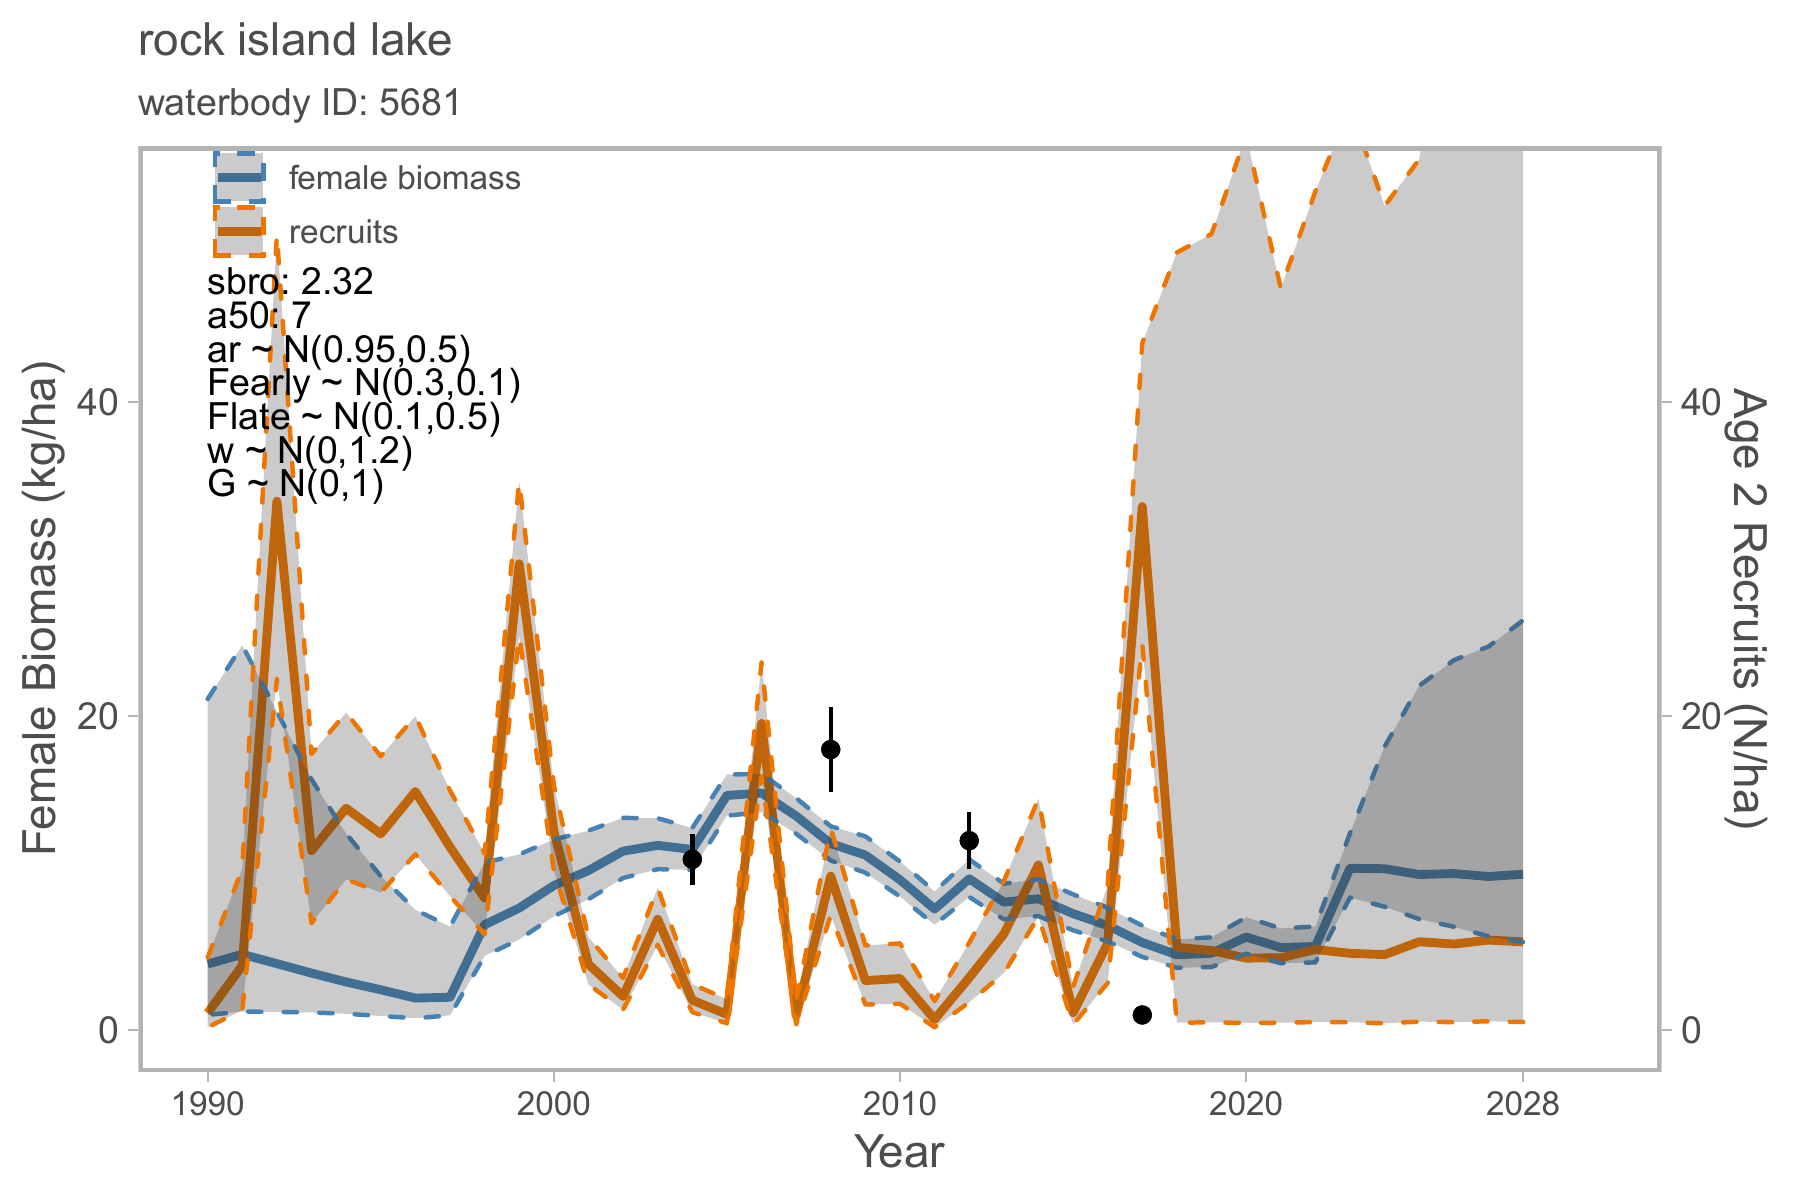 rock island lake
waterbody ID: 5681
female biomass
recruits
sbro: 2.32
a50: 7
ar ~ N(0.95,0.5)
Fearly ~ N(0.3,0.1)
Flate ~ N(0.1,0.5)
w ~ N(0,1.2)
G ~ N(0,1)
Female Biomass (kg/ha)
40
20
0
40
20
0
Age 2 Recruits (N/ha)
1990
2000
2010
2020
2028
Year